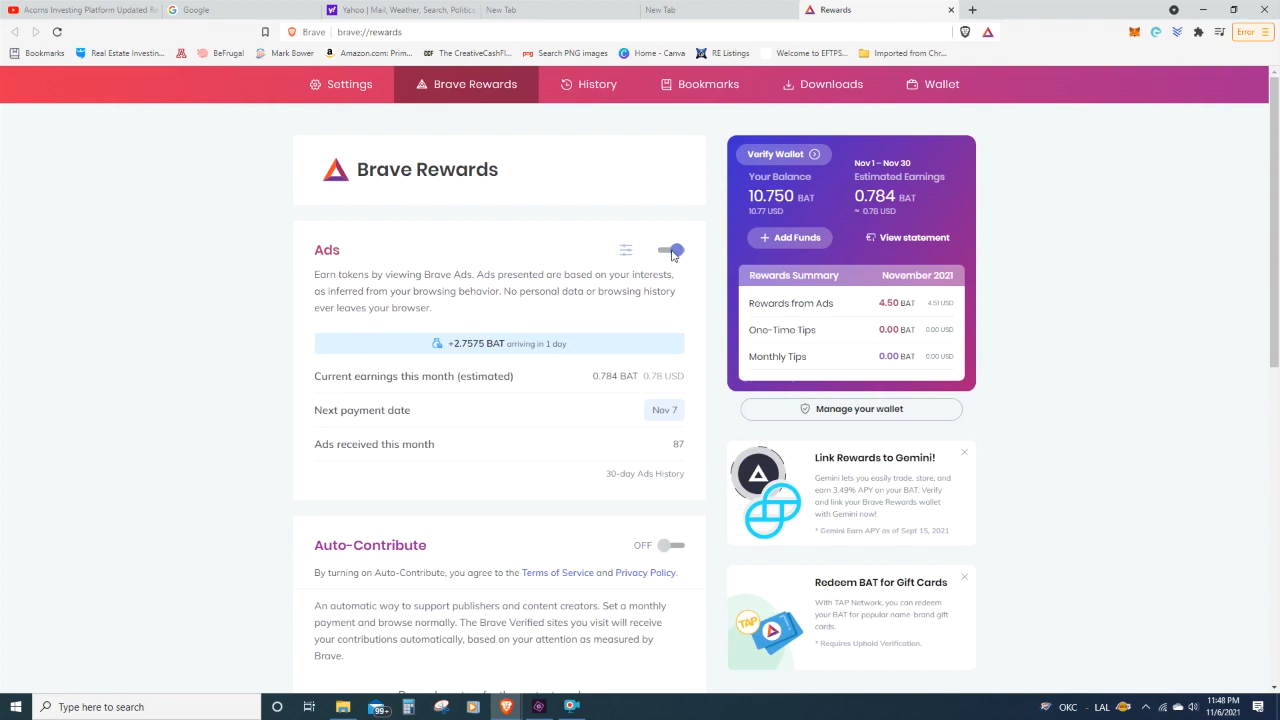 Acorns Investing Platform Updated Re
Google
Yahoo | Mail, Weather, Search, Politics
New Tab
New Tab
Rewards
Brave
brave://rewards
Error
Bookmarks
Real Estate Investin...
BeFrugal
Mark Bower
Amazon.com: Prim...
The CreativeCashFl...
Search PNG images
Home - Canva
RE Listings
Welcome to EFTPS...
Imported from Chr...
Settings
Brave Rewards
History
Bookmarks
Downloads
Wallet
Brave Rewards
Ads
Earn tokens by viewing Brave Ads. Ads presented are based on your interests,
as inferred from your browsing behavior. No personal data or browsing history
ever leaves your browser.
+2.7575 BAT arriving in 1 day
Current earnings this month (estimated) 0.784 BAT 0.78 USD
Next payment date Nov 7
Ads received this month 87
30-day Ads History
Auto-Contribute OFF
By turning on Auto-Contribute, you agree to the Terms of Service and Privacy Policy.
An automatic way to support publishers and content creators. Set a monthly
payment and browse normally. The Brave Verified sites you visit will receive
your contributions automatically, based on your attention as measured by
Brave.
Verify Wallet
Nov 1 – Nov 30
Your Balance
Estimated Earnings
10.750 BAT
0.784 BAT
10.77 USD
≈ 0.78 USD
Add Funds
View statement
Rewards Summary November 2021
Rewards from Ads 4.50 BAT 4.51 USD
One-Time Tips 0.00 BAT 0.00 USD
Monthly Tips 0.00 BAT 0.00 USD
Manage your wallet
Link Rewards to Gemini!
Gemini lets you easily trade, store, and
earn 3.49% APY on your BAT. Verify
and link your Brave Rewards wallet
with Gemini now!
* Gemini Earn APY as of Sept 15, 2021
Redeem BAT for Gift Cards
With TAP Network, you can redeem
your BAT for popular name-brand gift
cards.
* Requires Uphold Verification.
TAP
Type here to search
99+
OKC
LAL
11:48 PM
11/6/2021